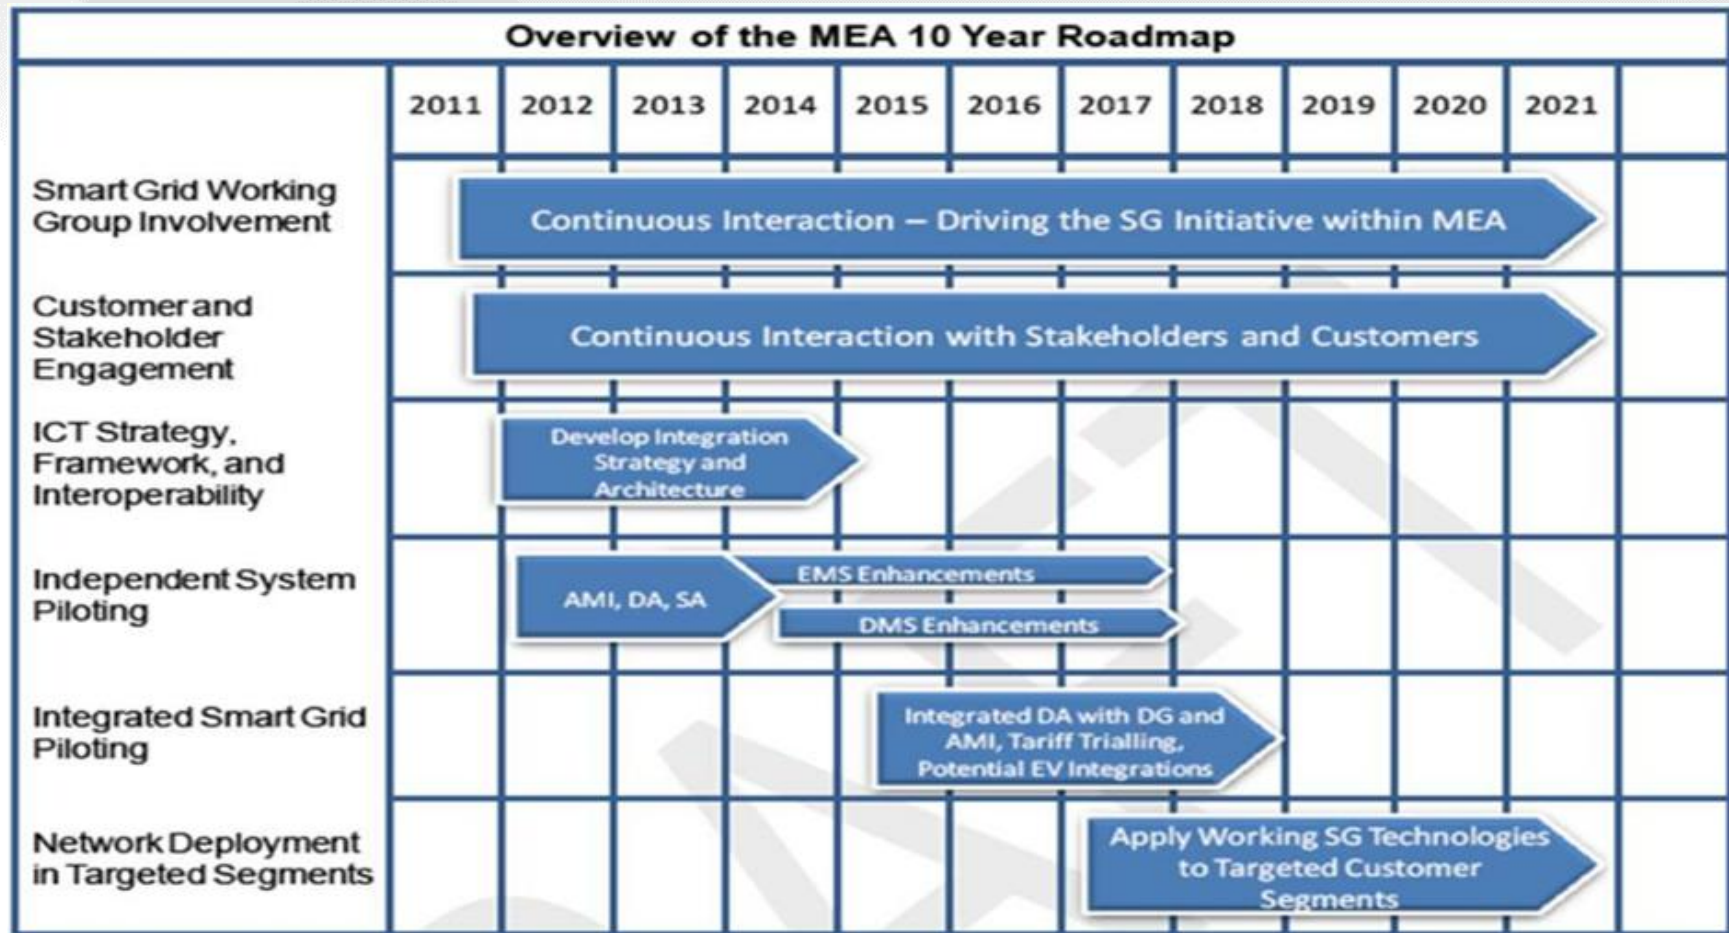 Overview of the MEA 10 Year Roadmap
2011 2012 2013 2014 2015 2016 2017 2018 2019 2020 2021
Smart Grid Working
Group Involvement
Continuous Interaction – Driving the SG Initiative within MEA
Customer and
Stakeholder
Engagement
Continuous Interaction with Stakeholders and Customers
ICT Strategy,
Framework, and
Interoperability
Develop Integration
Strategy and
Architecture
Independent System
Piloting
AMI, DA, SA
EMS Enhancements
DMS Enhancements
Integrated Smart Grid
Piloting
Integrated DA with DG and
AMI, Tariff Trialling,
Potential EV Integrations
Network Deployment
in Targeted Segments
Apply Working SG Technologies
to Targeted Customer
Segments